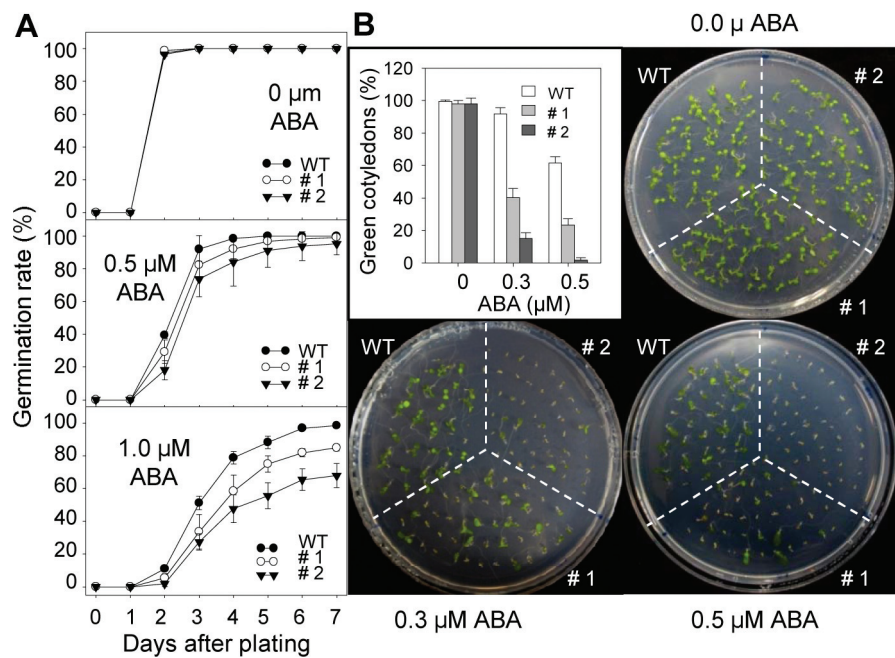 A
Germination rate (%)
100
80
60
40
20
0
0 μm
ABA
WT
# 1
# 2
100
80
60
40
20
0
0.5 μM
ABA
WT
# 1
# 2
100
80
60
40
20
0
1.0 μM
ABA
WT
# 1
# 2
0 1 2 3 4 5 6 7
Days after plating
B
Green cotyledons (%)
120
100
80
60
40
20
0
WT
# 1
# 2
0 0.3 0.5
ABA (μM)
0.0 μ ABA
WT
# 2
# 1
WT
# 2
# 1
0.3 μM ABA
WT
# 2
# 1
0.5 μM ABA